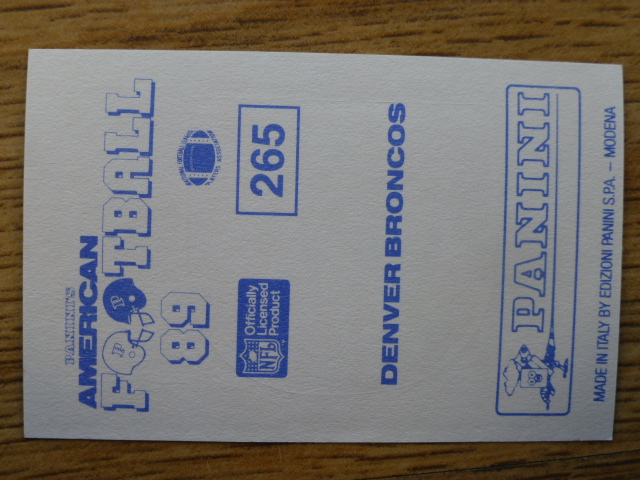 PANINI'S
AMERICAN
FOOTBALL
89
NFL
Officially
Licensed
Product
265
DENVER BRONCOS
PANINI
MADE IN ITALY BY EDIZIONI PANINI S.P.A. – MODENA